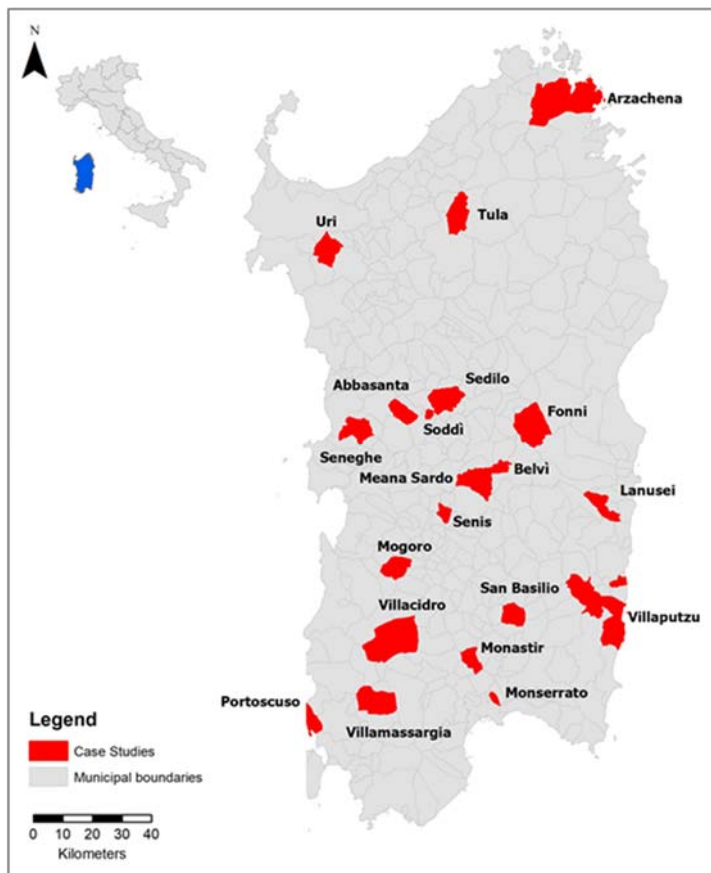 N
Arzachena
Uri
Tula
Abbasanta
Sedilo
Soddì
Fonni
Seneghe
Belvì
Meana Sardo
Lanusei
Senis
Mogoro
San Basilio
Villacidro
Villaputzu
Monastir
Portoscuso
Monserrato
Villamassargia
Legend
Case Studies
Municipal boundaries
0 10 20 30 40
Kilometers